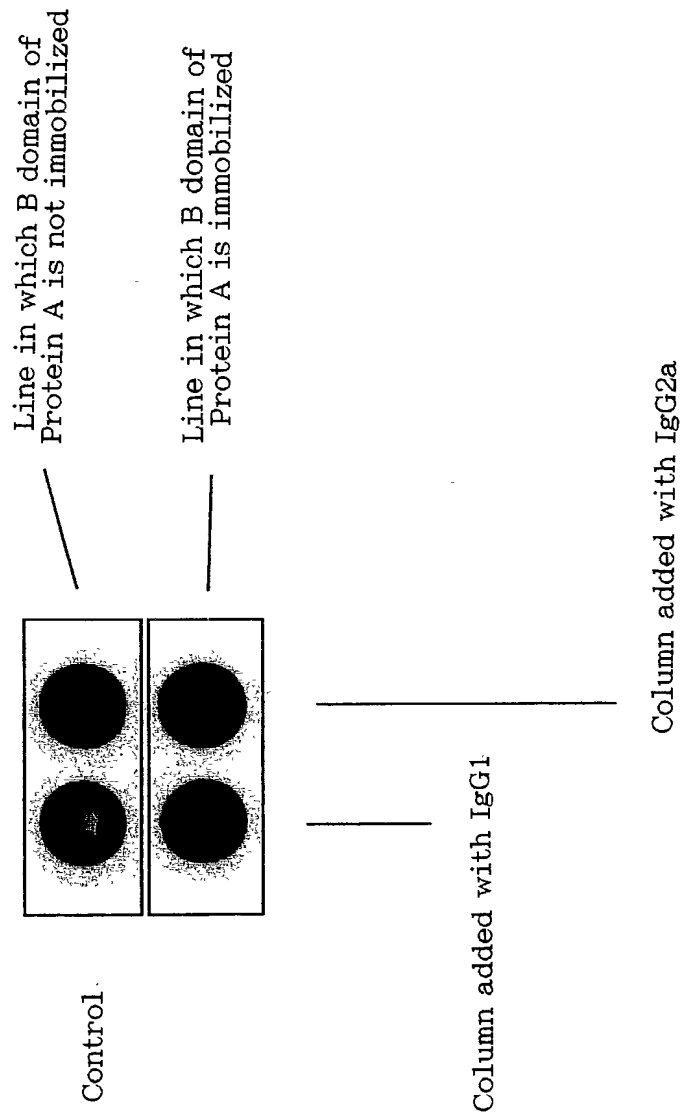 Control
Line in which B domain of
Protein A is not immobilized
Line in which B domain of
Protein A is immobilized
Column added with IgG1
Column added with IgG2a